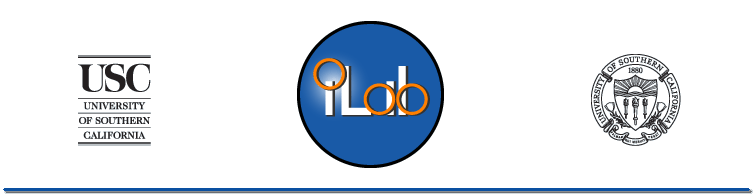 USC
UNIVERSITY
OF SOUTHERN
CALIFORNIA
iLab
UNIVERSITY OF SOUTHERN CALIFORNIA
1880